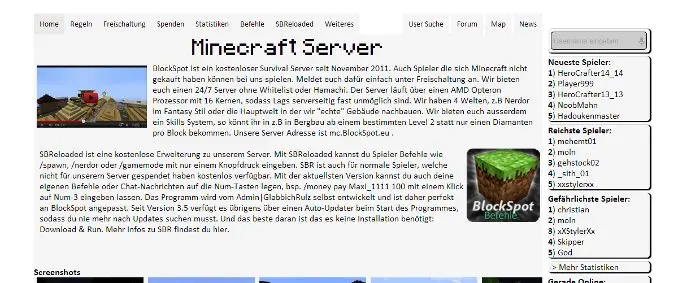 Home Regeln Freischaltung Spenden Statistiken Befehle SBReloaded Weiteres User Suche Forum Map News
Minecraft Server
BlockSpot ist ein kostenloser Survival Server seit November 2011. Auch Spieler die sich Minecraft nicht
gekauft haben können bei uns spielen. Meldet euch dafür einfach unter Freischaltung an. Wir bieten
euch einen 24/7 Server ohne Whitelist oder Hamachi. Der Server läuft über einen AMD Opteron
Prozessor mit 16 Kernen, sodass Lags serverseitig fast unmöglich sind. Wir haben 4 Welten, z.B Nerdor
im Fantasy Stil oder die Hauptwelt in der wir "echte" Gebäude nachbauen. Wir bieten euch ausserdem
ein Skills System, so könnt ihr in z.B in Bergbau ab einem bestimmten Level 2 statt nur einen Diamanten
pro Block bekommen. Unsere Server Adresse ist mc.BlockSpot.eu .
SBReloaded ist eine kostenlose Erweiterung zu unserem Server. Mit SBReloaded kannst du Spieler Befehle wie
/spawn, /nerdor oder /gamemode mit nur einem Knopfdruck eingeben. SBR ist auch für normale Spieler, welche
nicht für unserem Server gespendet haben kostenlos verfügbar. Mit der aktuellsten Version kannst du auch deine
eigenen Befehle oder Chat-Nachrichten auf die Num-Tasten legen, bsp. /money pay Maxi_1111 100 mit einem Klick
auf Num-3 eingeben lassen. Das Programm wird vom Admin|GlabbichRulz selbst entwickelt und ist daher perfekt
an BlockSpot angepasst. Seit Version 3.5 verfügt es übrigens über einen Auto-Updater beim Start des Programmes,
sodass du nie mehr nach Updates suchen musst. Und das beste daran ist das es keine Installation benötigt:
Download & Run. Mehr Infos zu SBR findest du hier.
BlockSpot
Befehle
Screenshots
Username eingeben
Neueste Spieler:
1) HeroCrafter14_14
2) Player999
3) HeroCrafter13_13
4) NoobMahn
5) Hadoukenmaster
Reichste Spieler:
1) mehemt01
2) moln
3) gehstock02
4) _sith_01
5) xxstylerxx
Gefährlichste Spieler:
1) christian
2) moln
3) xXStylerXx
4) Skipper
5) God
> Mehr Statistiken
Gerade Online: